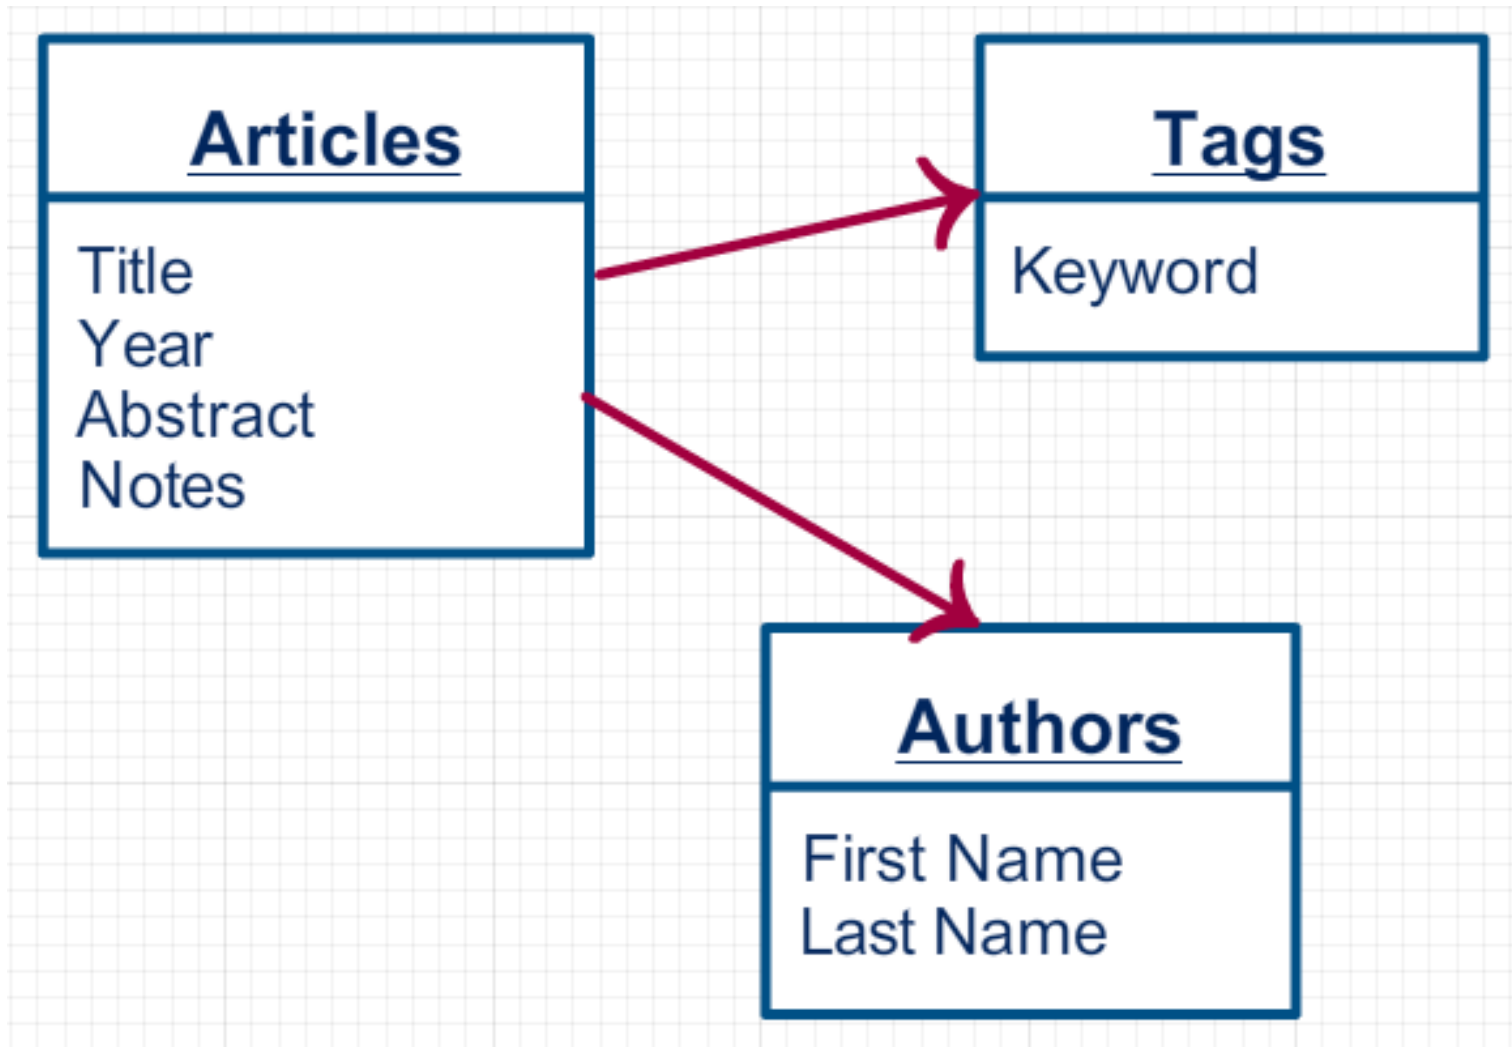 Articles
Title
Year
Abstract
Notes
Tags
Keyword
Authors
First Name
Last Name